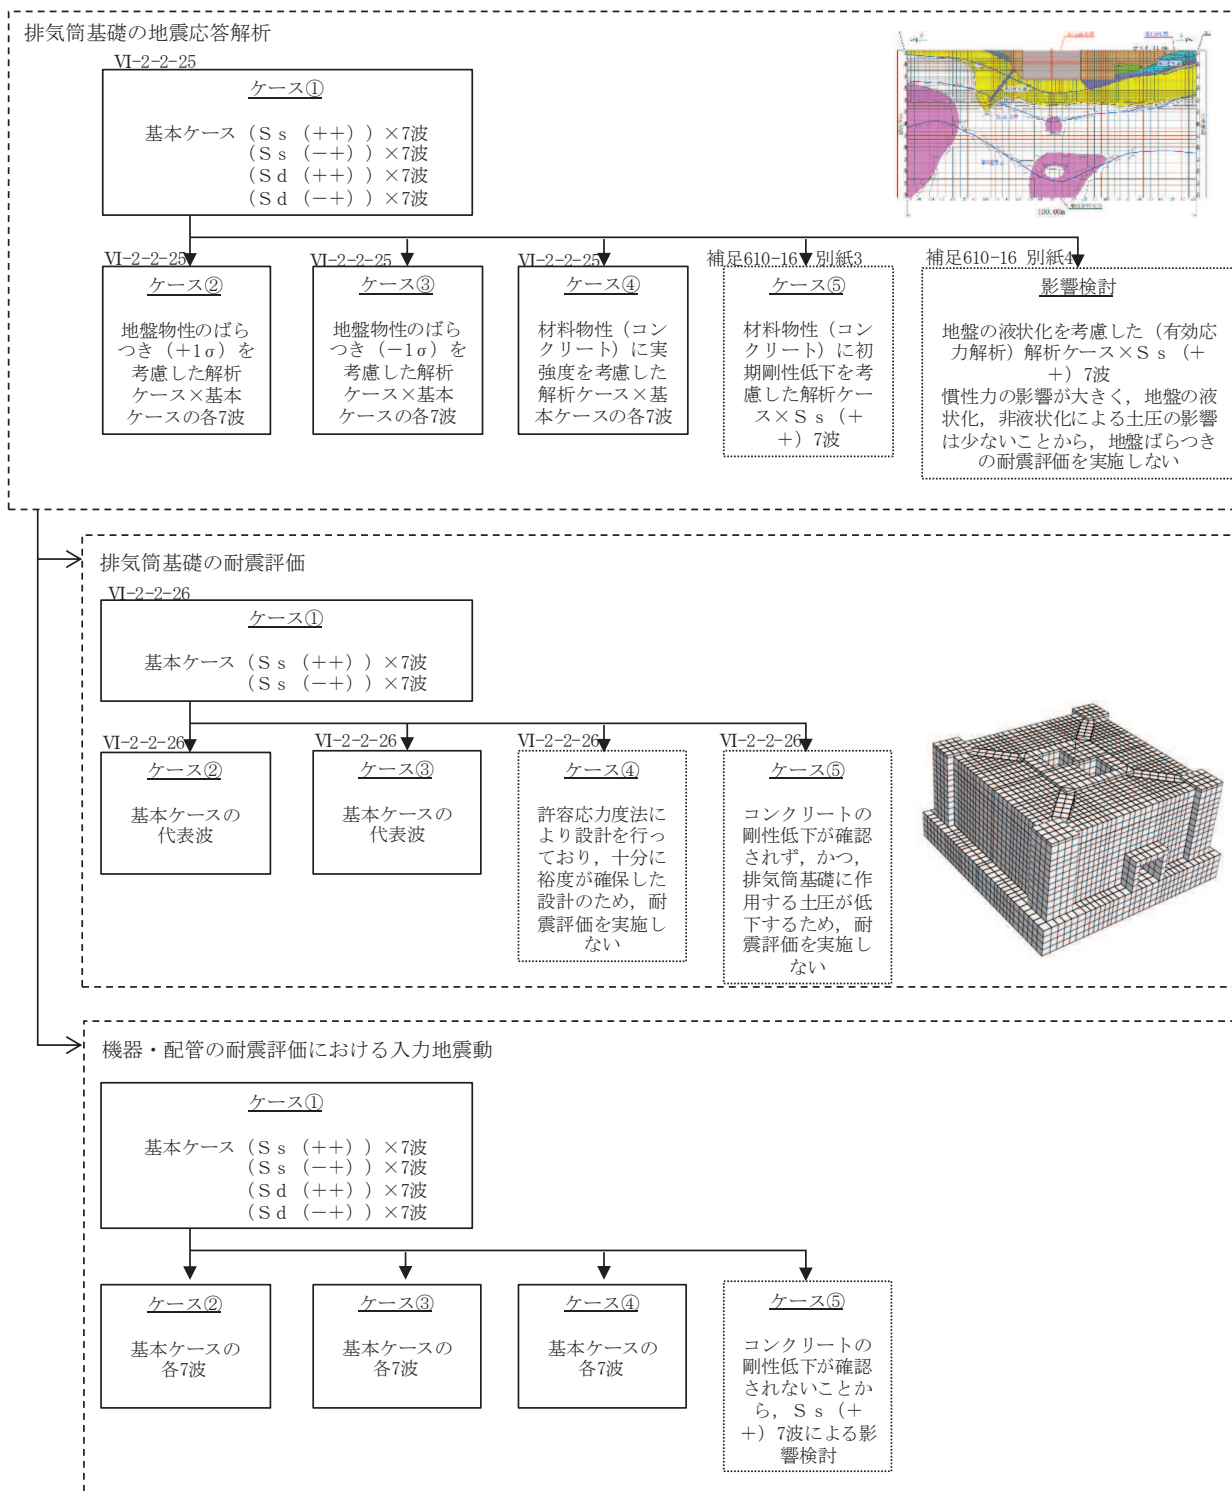 排気筒基礎の地震応答解析
Ⅵ-2-2-25
ケース①
基本ケース（Ｓｓ（＋＋））×7波
（Ｓｓ（－＋））×7波
（Ｓｄ（＋＋））×7波
（Ｓｄ（－＋））×7波
190.00m
Ⅵ-2-2-25
ケース②
地盤物性のばら
つき（＋1σ）を
考慮した解析
ケース×基本
ケースの各7波
Ⅵ-2-2-25
ケース③
地盤物性のばら
つき（－1σ）を
考慮した解析
ケース×基本
ケースの各7波
Ⅵ-2-2-25
ケース④
材料物性（コン
クリート）に実
強度を考慮した
解析ケース×基
本ケースの各7波
補足610-16 別紙3
ケース⑤
材料物性（コン
クリート）に初
期剛性低下を考
慮した解析ケー
ス×Ｓｓ（＋
＋）7波
補足610-16 別紙4
影響検討
地盤の液状化を考慮した（有効応
力解析）解析ケース×Ｓｓ（＋
＋）7波
慣性力の影響が大きく，地盤の液
状化，非液状化による土圧の影響
は少ないことから，地盤ばらつき
の耐震評価を実施しない
排気筒基礎の耐震評価
Ⅵ-2-2-26
ケース①
基本ケース（Ｓｓ（＋＋））×7波
（Ｓｓ（－＋））×7波
Ⅵ-2-2-26
ケース②
基本ケースの
代表波
Ⅵ-2-2-26
ケース③
基本ケースの
代表波
Ⅵ-2-2-26
ケース④
許容応力度法に
より設計を行っ
ており，十分に
裕度が確保した
設計のため，耐
震評価を実施し
ない
Ⅵ-2-2-26
ケース⑤
コンクリートの
剛性低下が確認
されず，かつ，
排気筒基礎に作
用する土圧が低
下するため，耐
震評価を実施し
ない
機器・配管の耐震評価における入力地震動
ケース①
基本ケース（Ｓｓ（＋＋））×7波
（Ｓｓ（－＋））×7波
（Ｓｄ（＋＋））×7波
（Ｓｄ（－＋））×7波
ケース②
基本ケースの
各7波
ケース③
基本ケースの
各7波
ケース④
基本ケースの
各7波
ケース⑤
コンクリートの
剛性低下が確認
されないことか
ら，Ｓｓ（＋
＋）7波による影
響検討